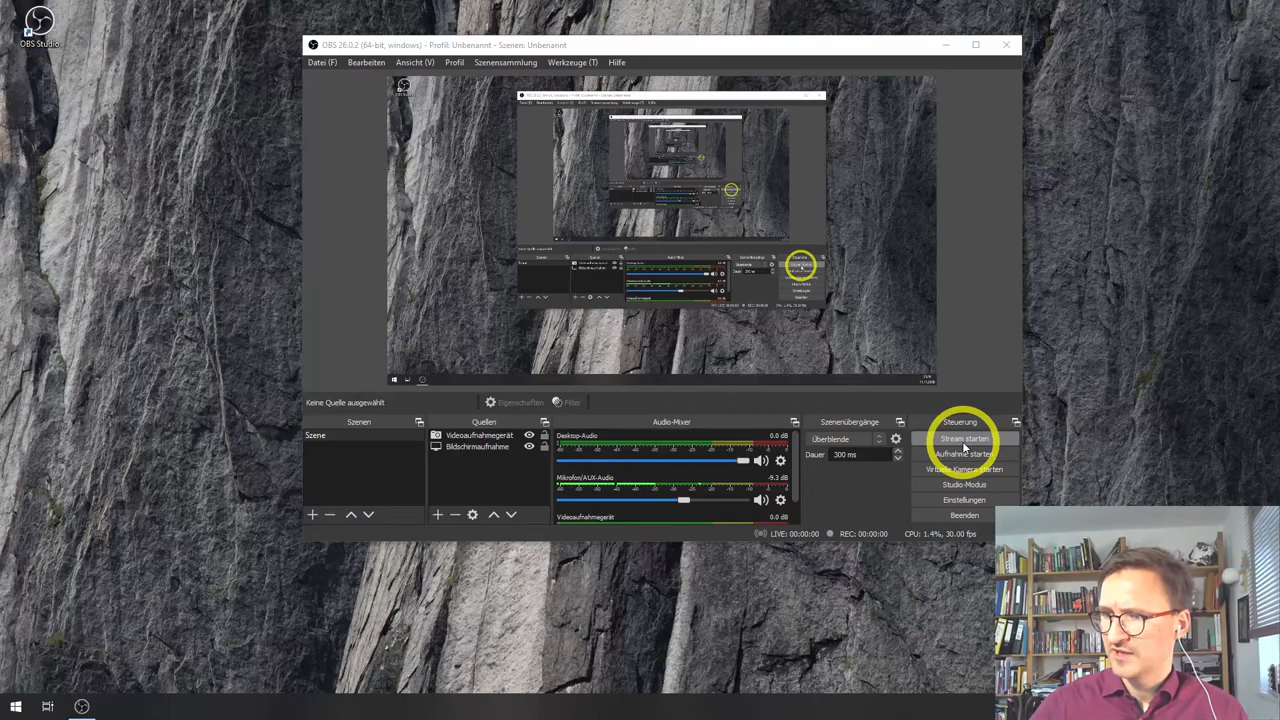 OBS Studio
OBS 26.0.2 (64-bit, windows) - Profil: Unbenannt - Szenen: Unbenannt
Datei (F) Bearbeiten Ansicht (V) Profil Szenensammlung Werkzeuge (T) Hilfe
Keine Quelle ausgewählt Eigenschaften Filter
Szenen Quellen Audio-Mixer Szenenübergänge Steuerung
Szene
Videoaufnahmegerät
Bildschirmaufnahme
Desktop-Audio 0.0 dB
Mikrofon/AUX-Audio -9.3 dB
Videoaufnahmegerät 0.0 dB
Überblende
Dauer 300 ms
Stream starten
Aufnahme starten
Virtuelle Kamera starten
Studio-Modus
Einstellungen
Beenden
LIVE: 00:00:00 REC: 00:00:00 CPU: 1.4%, 30.00 fps